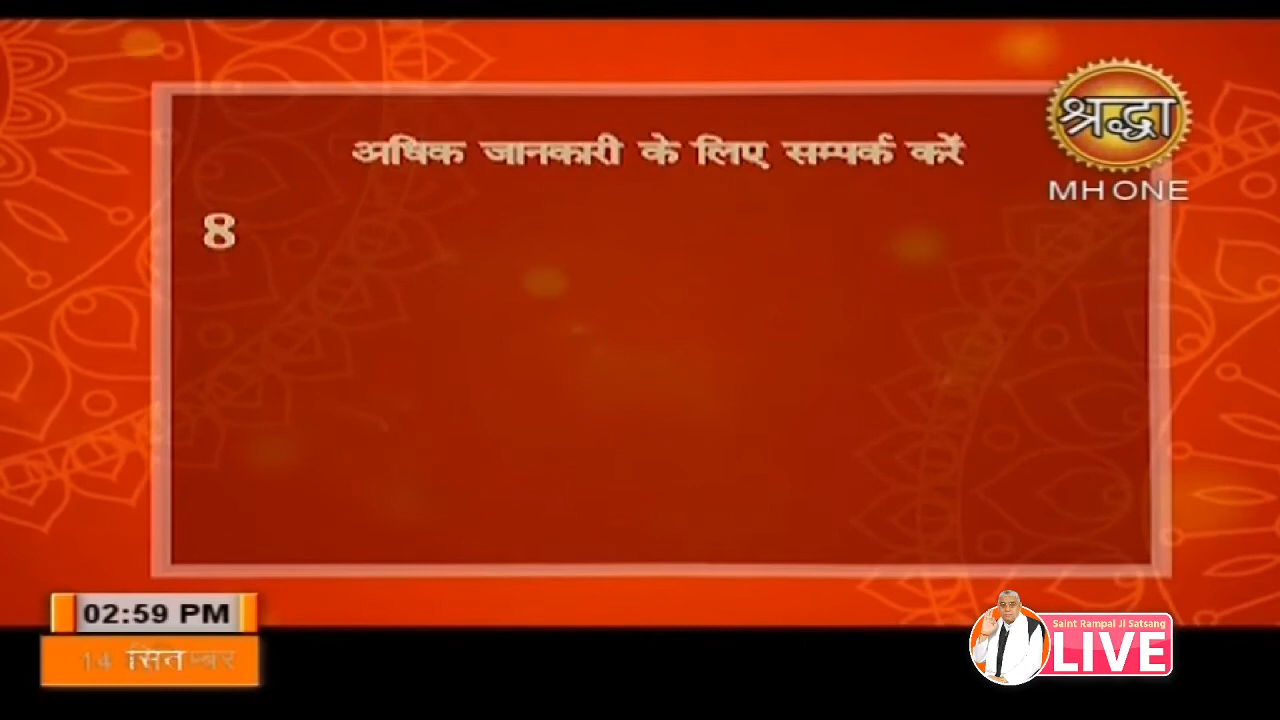 अधिक जानकारी के लिए सम्पर्क करें
श्रद्धा
MH ONE
8
02:59 PM
14 सितम्बर
Saint Rampal Ji Satsang
LIVE